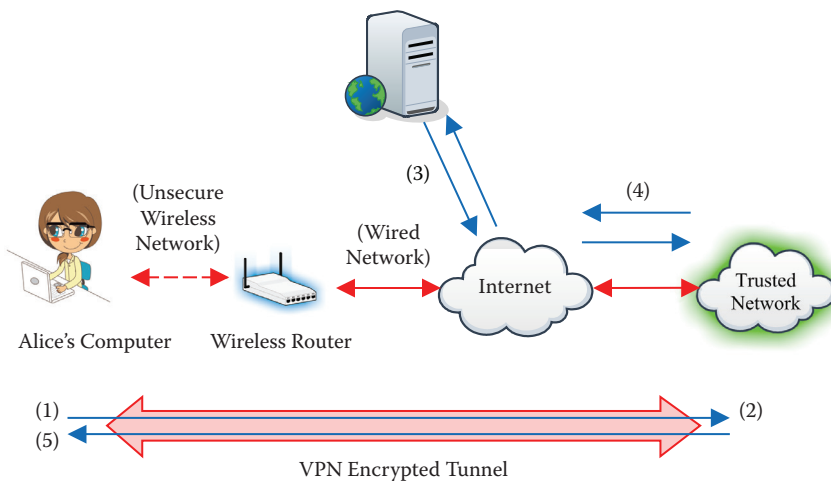 (3)
(4)
(Unsecure
Wireless
Network)
(Wired
Network)
Internet
Trusted
Network
Alice's Computer
Wireless Router
(1)
(2)
(5)
VPN Encrypted Tunnel